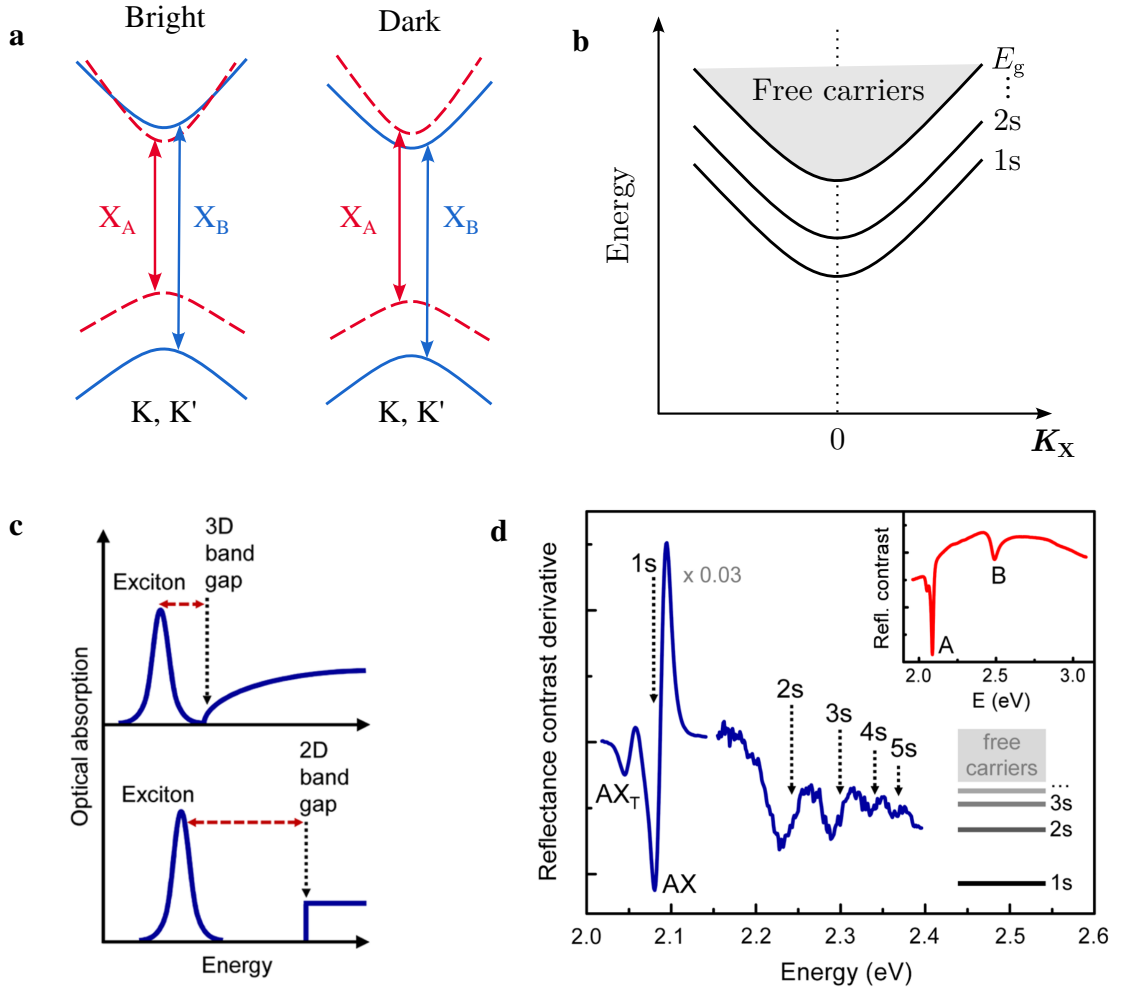 a
Bright
Dark
X_A
X_B
X_A
X_B
K, K'
K, K'
b
Energy
Free carriers
E_g
⋮
2s
1s
0
K_X
c
Optical absorption
3D
band
gap
Exciton
2D
band
gap
Exciton
Energy
d
Reflectance contrast derivative
1s
x 0.03
2s
3s
4s
5s
AX_T
AX
Refl. contrast
A
B
2.0
2.5
3.0
E (eV)
free
carriers
...
3s
2s
1s
2.0
2.1
2.2
2.3
2.4
2.5
2.6
Energy (eV)